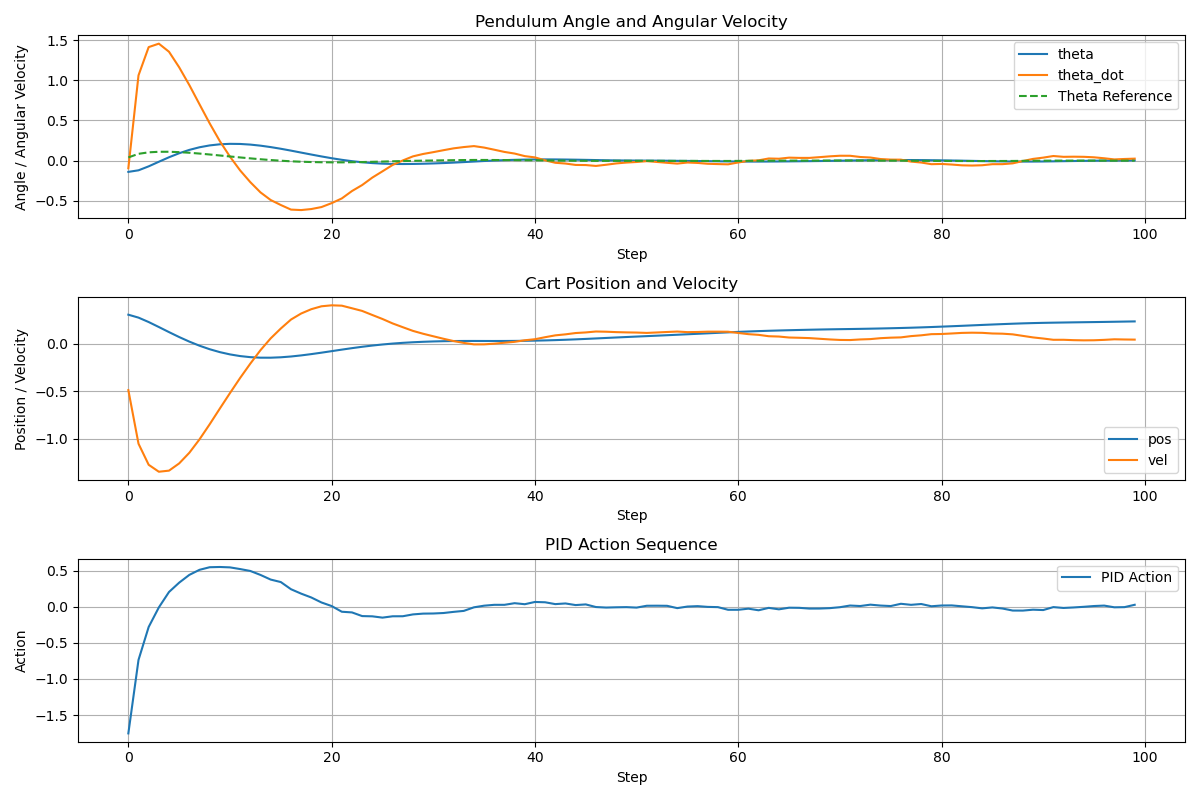 Pendulum Angle and Angular Velocity
Angle / Angular Velocity
1.5
1.0
0.5
0.0
−0.5
theta
theta_dot
Theta Reference
0 20 40 60 80 100
Step
Cart Position and Velocity
Position / Velocity
0.0
−0.5
−1.0
pos
vel
0 20 40 60 80 100
Step
PID Action Sequence
Action
0.5
0.0
−0.5
−1.0
−1.5
PID Action
0 20 40 60 80 100
Step